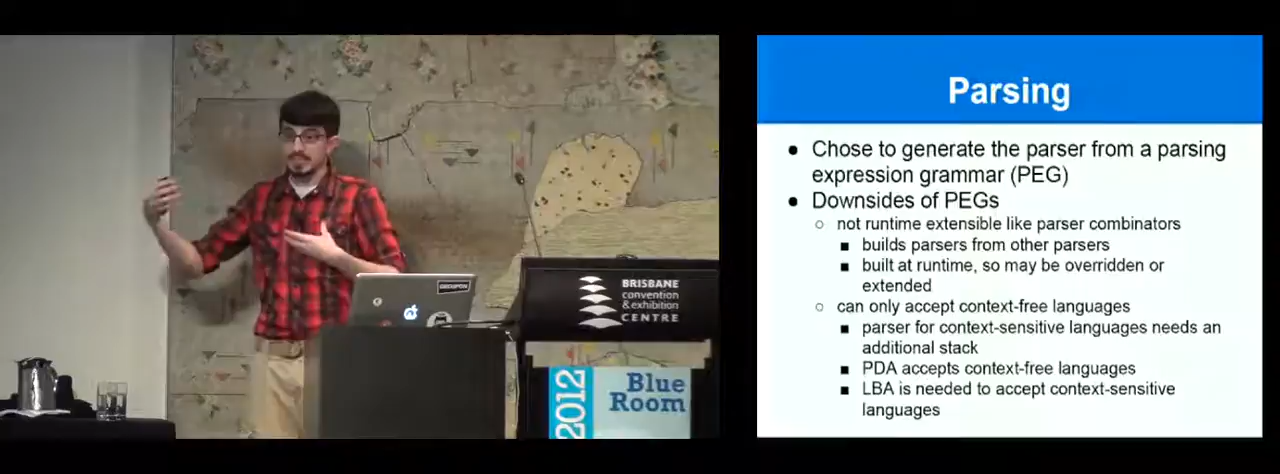 GROUPON
BRISBANE
convention
& exhibition
CENTRE
2012
Blue
Room
Parsing
● Chose to generate the parser from a parsing
expression grammar (PEG)
● Downsides of PEGs
○ not runtime extensible like parser combinators
■ builds parsers from other parsers
■ built at runtime, so may be overridden or
extended
○ can only accept context-free languages
■ parser for context-sensitive languages needs an
additional stack
■ PDA accepts context-free languages
■ LBA is needed to accept context-sensitive
languages